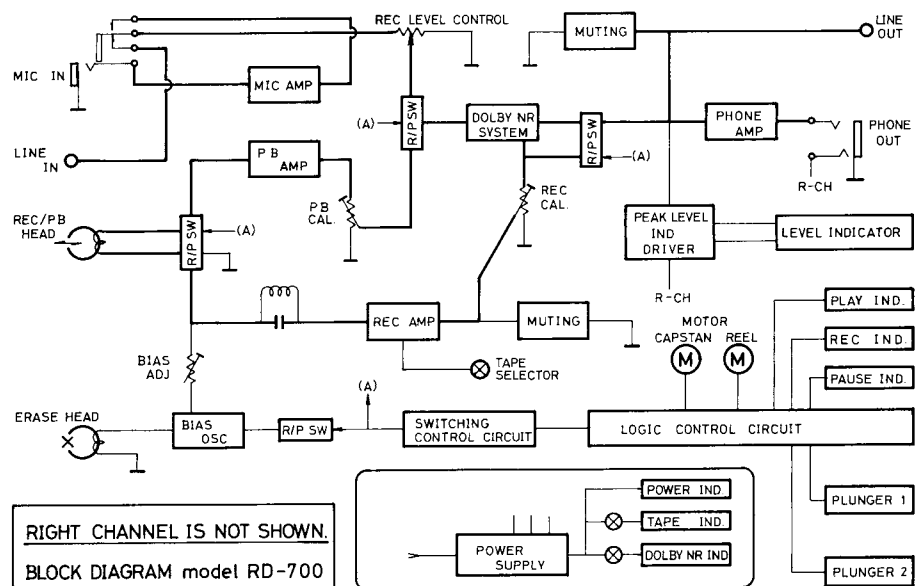 REC LEVEL CONTROL
MUTING
LINE
OUT
MIC IN
MIC AMP
(A)
R/P SW
DOLBY NR
SYSTEM
R/P SW
(A)
PHONE
AMP
PHONE
OUT
R-CH
LINE
IN
PB
AMP
PB
CAL.
REC
CAL.
REC/PB
HEAD
R/P SW
(A)
PEAK LEVEL
IND
DRIVER
LEVEL INDICATOR
R-CH
REC AMP
MUTING
MOTOR
CAPSTAN
REEL
M
M
PLAY IND.
REC IND.
PAUSE IND.
BIAS
ADJ
TAPE
SELECTOR
(A)
ERASE HEAD
BIAS
OSC
R/P SW
SWITCHING
CONTROL CIRCUIT
LOGIC CONTROL CIRCUIT
POWER IND.
TAPE IND.
DOLBY NR IND
POWER
SUPPLY
PLUNGER 1
PLUNGER 2
RIGHT CHANNEL IS NOT SHOWN.
BLOCK DIAGRAM model RD-700